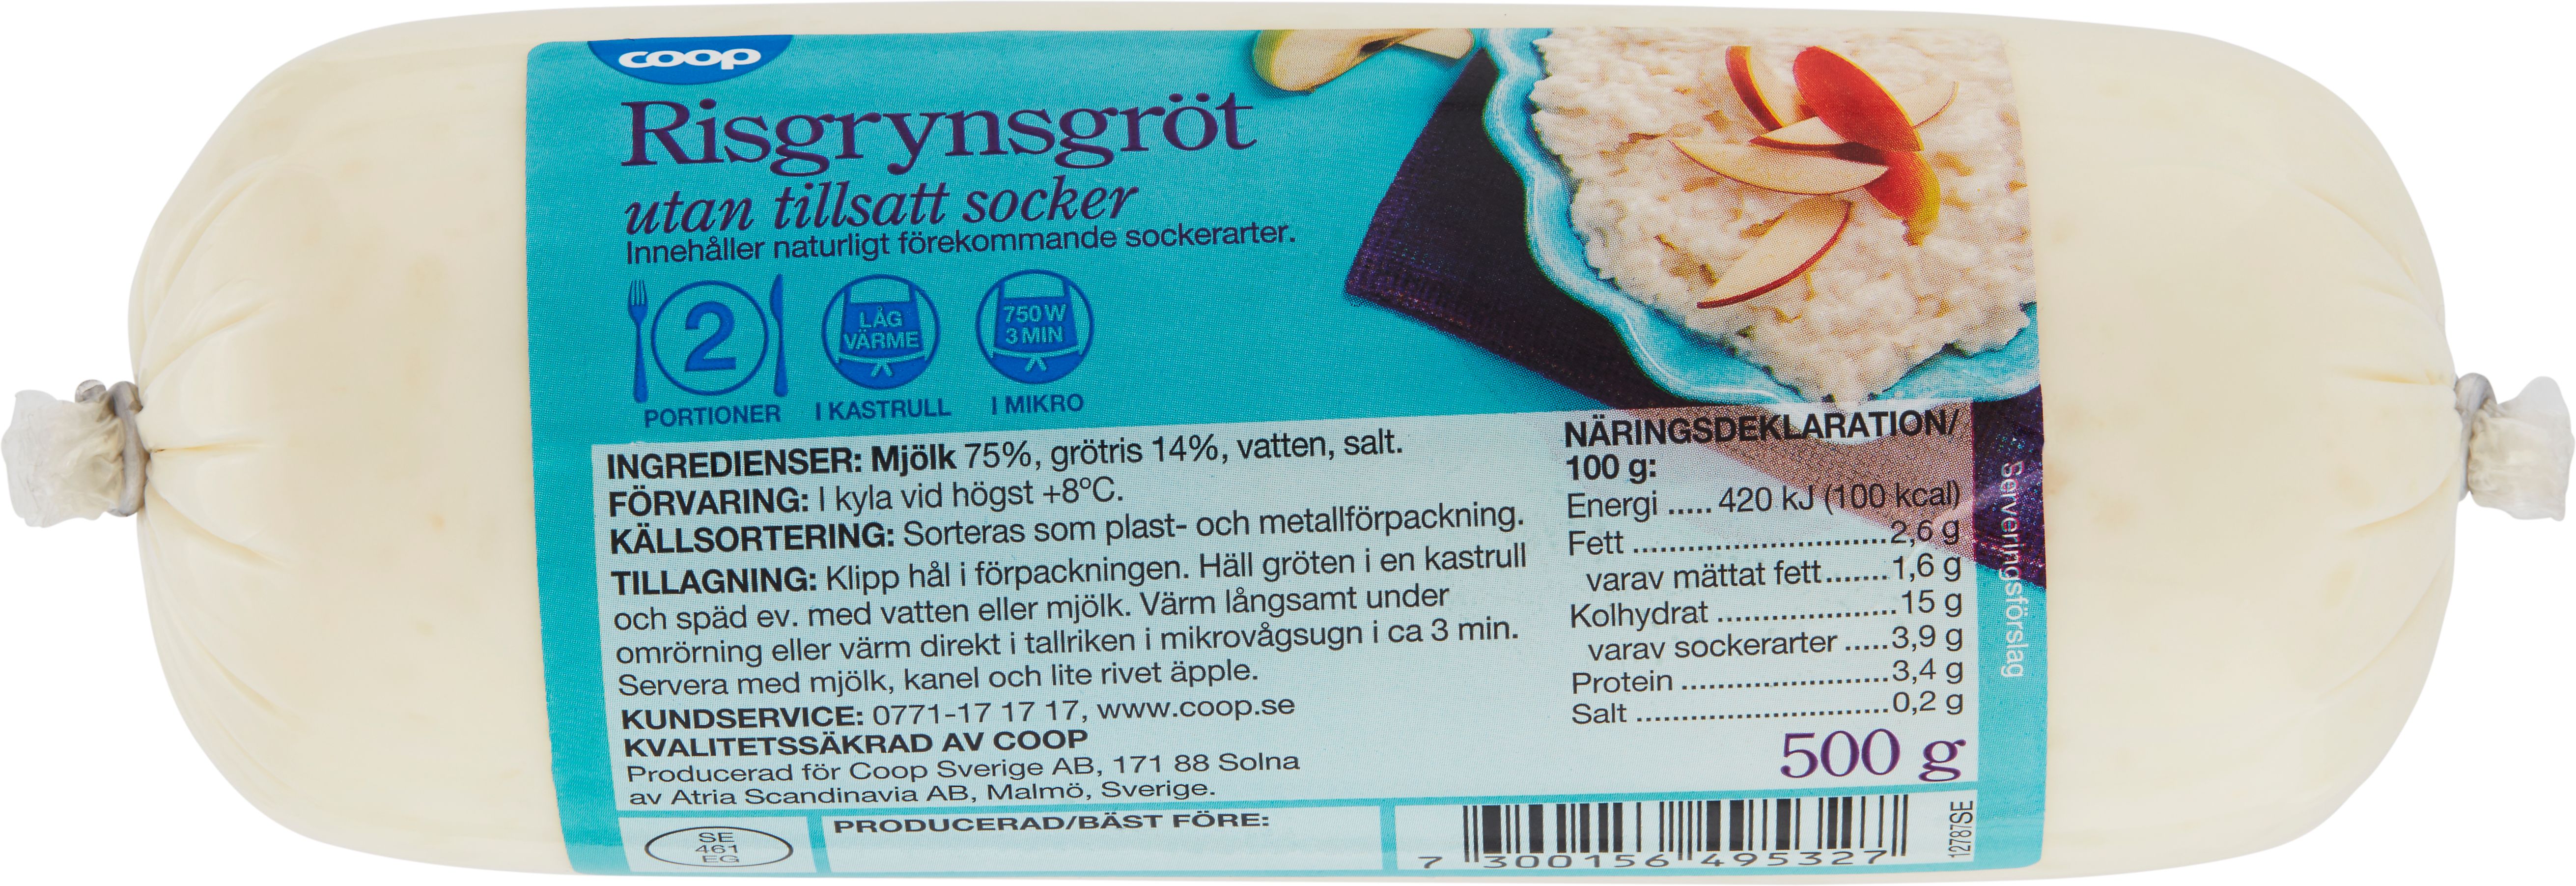 coop
Risgrynsgröt
utan tillsatt socker
Innehåller naturligt förekommande sockerarter.
2
PORTIONER
LÅG
VÄRME
I KASTRULL
750 W
3 MIN
I MIKRO
INGREDIENSER: Mjölk 75%, grötris 14%, vatten, salt.
FÖRVARING: I kyla vid högst +8ºC.
KÄLLSORTERING: Sorteras som plast- och metallförpackning.
TILLAGNING: Klipp hål i förpackningen. Häll gröten i en kastrull
och späd ev. med vatten eller mjölk. Värm långsamt under
omrörning eller värm direkt i tallriken i mikrovågsugn i ca 3 min.
Servera med mjölk, kanel och lite rivet äpple.
KUNDSERVICE: 0771-17 17 17, www.coop.se
KVALITETSSÄKRAD AV COOP
Producerad för Coop Sverige AB, 171 88 Solna
av Atria Scandinavia AB, Malmö, Sverige.
SE
461
EG
PRODUCERAD/BÄST FÖRE:
NÄRINGSDEKLARATION/
100 g:
Energi ..... 420 kJ (100 kcal)
Fett ............................2,6 g
varav mättat fett.......1,6 g
Kolhydrat ....................15 g
varav sockerarter .....3,9 g
Protein ........................3,4 g
Salt .............................0,2 g
500 g
Serveringsförslag
7 300156 495327
12787SE